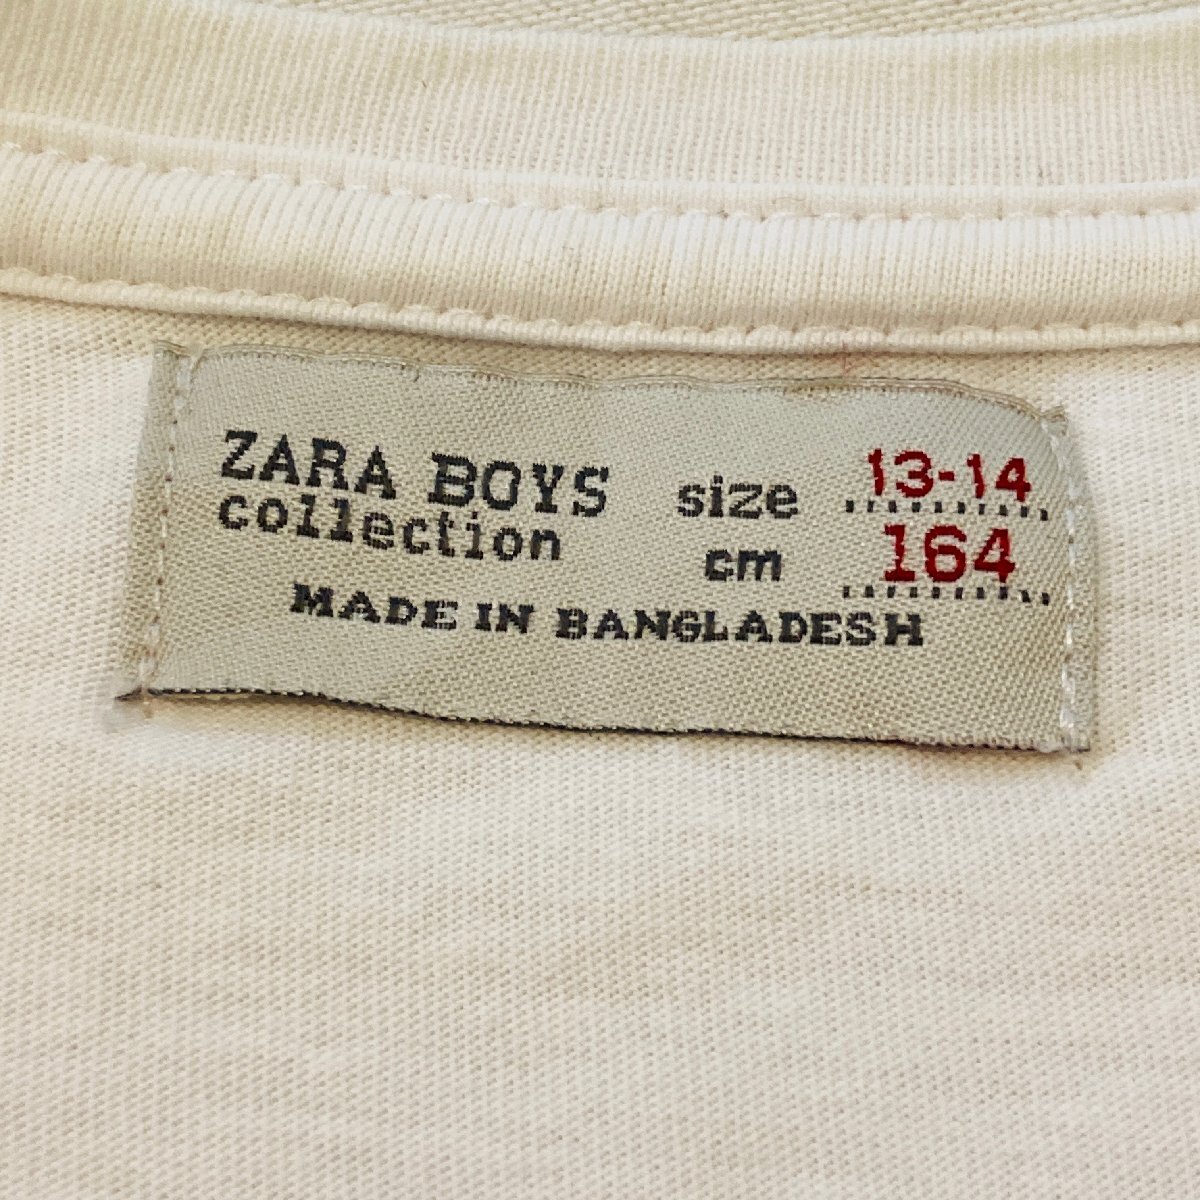 ZARA BOYS size 13-14
collection cm 164
MADE IN BANGLADESH